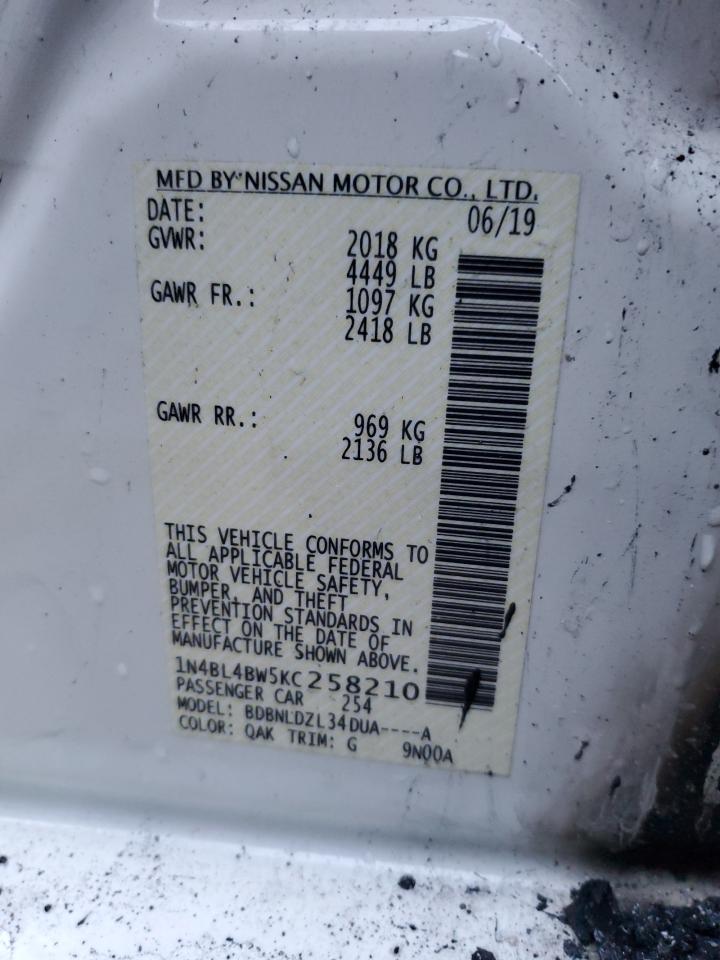 MFD BY NISSAN MOTOR CO., LTD.
DATE: 06/19
GVWR: 2018 KG
4449 LB
GAWR FR.: 1097 KG
2418 LB
GAWR RR.: 969 KG
2136 LB
THIS VEHICLE CONFORMS TO
ALL APPLICABLE FEDERAL
MOTOR VEHICLE SAFETY,
BUMPER, AND THEFT
PREVENTION STANDARDS IN
EFFECT ON THE DATE OF
MANUFACTURE SHOWN ABOVE.
1N4BL4BW5KC258210
PASSENGER CAR 254
MODEL: BDBNLDZL34DUA----A
COLOR: QAK TRIM: G 9N00A